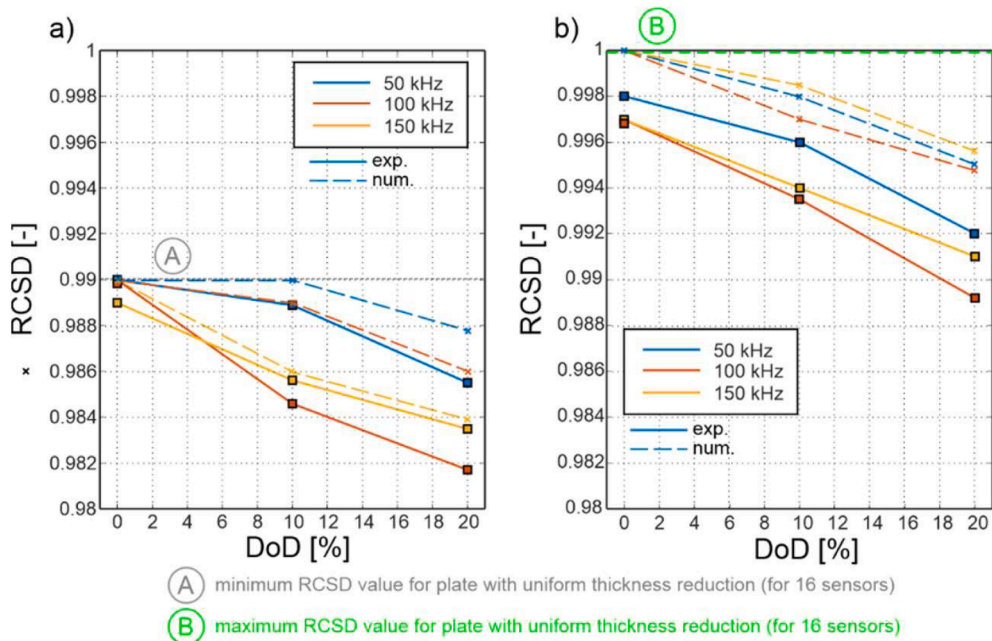 a)
1
0.998
0.996
0.994
0.992
0.99
0.988
0.986
0.984
0.982
0.98
RCSD [-]
×
50 kHz
100 kHz
150 kHz
exp.
num.
A
0 2 4 6 8 10 12 14 16 18 20
DoD [%]
b)
B
1
0.998
0.996
0.994
0.992
0.99
0.988
0.986
0.984
0.982
0.98
RCSD [-]
50 kHz
100 kHz
150 kHz
exp.
num.
0 2 4 6 8 10 12 14 16 18 20
DoD [%]
A minimum RCSD value for plate with uniform thickness reduction (for 16 sensors)
B maximum RCSD value for plate with uniform thickness reduction (for 16 sensors)